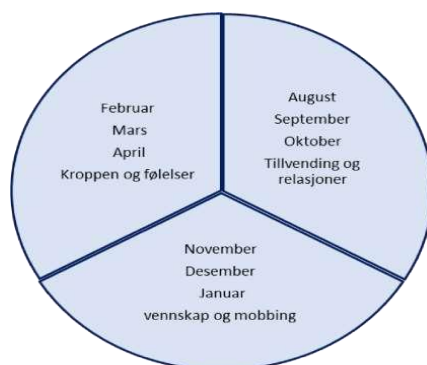 Februar
Mars
April
Kroppen og følelser
August
September
Oktober
Tillvending og
relasjoner
November
Desember
Januar
vennskap og mobbing